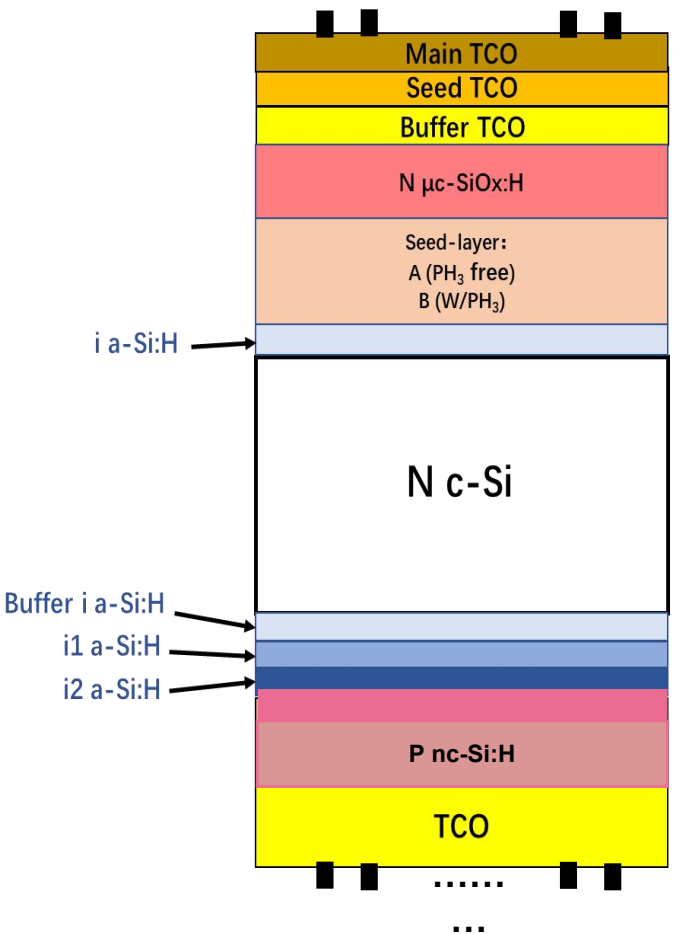 Main TCO
Seed TCO
Buffer TCO
N μc-SiOx:H
Seed-layer:
A (PH₃ free)
B (W/PH₃)
i a-Si:H
N c-Si
Buffer i a-Si:H
i1 a-Si:H
i2 a-Si:H
P nc-Si:H
TCO
......
...